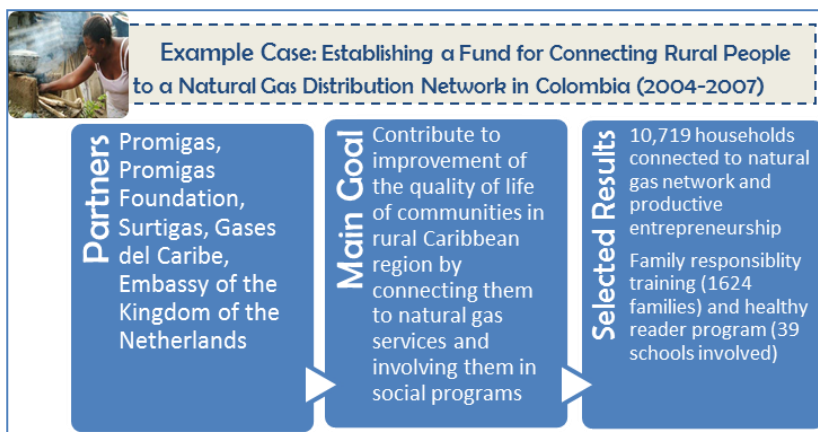 Example Case: Establishing a Fund for Connecting Rural People
to a Natural Gas Distribution Network in Colombia (2004-2007)
Partners
Promigas,
Promigas
Foundation,
Surtigas, Gases
del Caribe,
Embassy of the
Kingdom of the
Netherlands
Main Goal
Contribute to
improvement of
the quality of life
of communities in
rural Caribbean
region by
connecting them
to natural gas
services and
involving them in
social programs
Selected Results
10,719 households
connected to natural
gas network and
productive
entrepreneurship
Family responsiblity
training (1624
families) and healthy
reader program (39
schools involved)